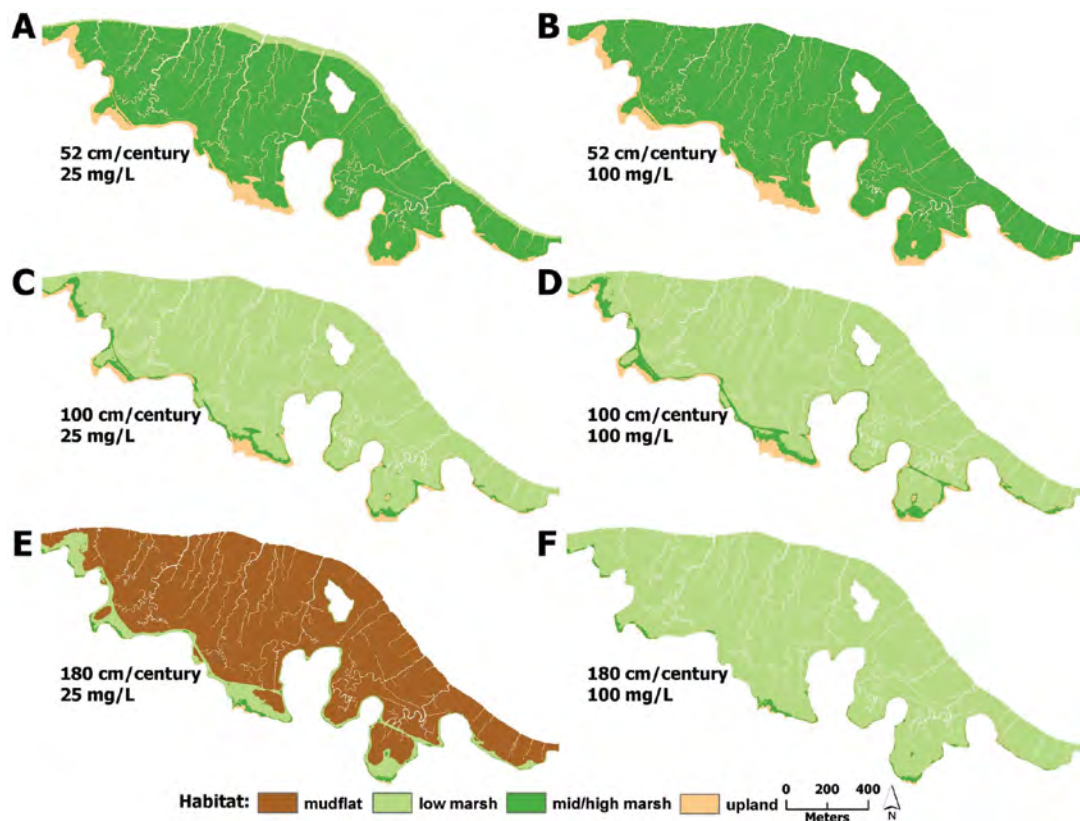 A
52 cm/century
25 mg/L
B
52 cm/century
100 mg/L
C
100 cm/century
25 mg/L
D
100 cm/century
100 mg/L
E
180 cm/century
25 mg/L
F
180 cm/century
100 mg/L
Habitat: mudflat low marsh mid/high marsh upland
0 200 400
Meters
N